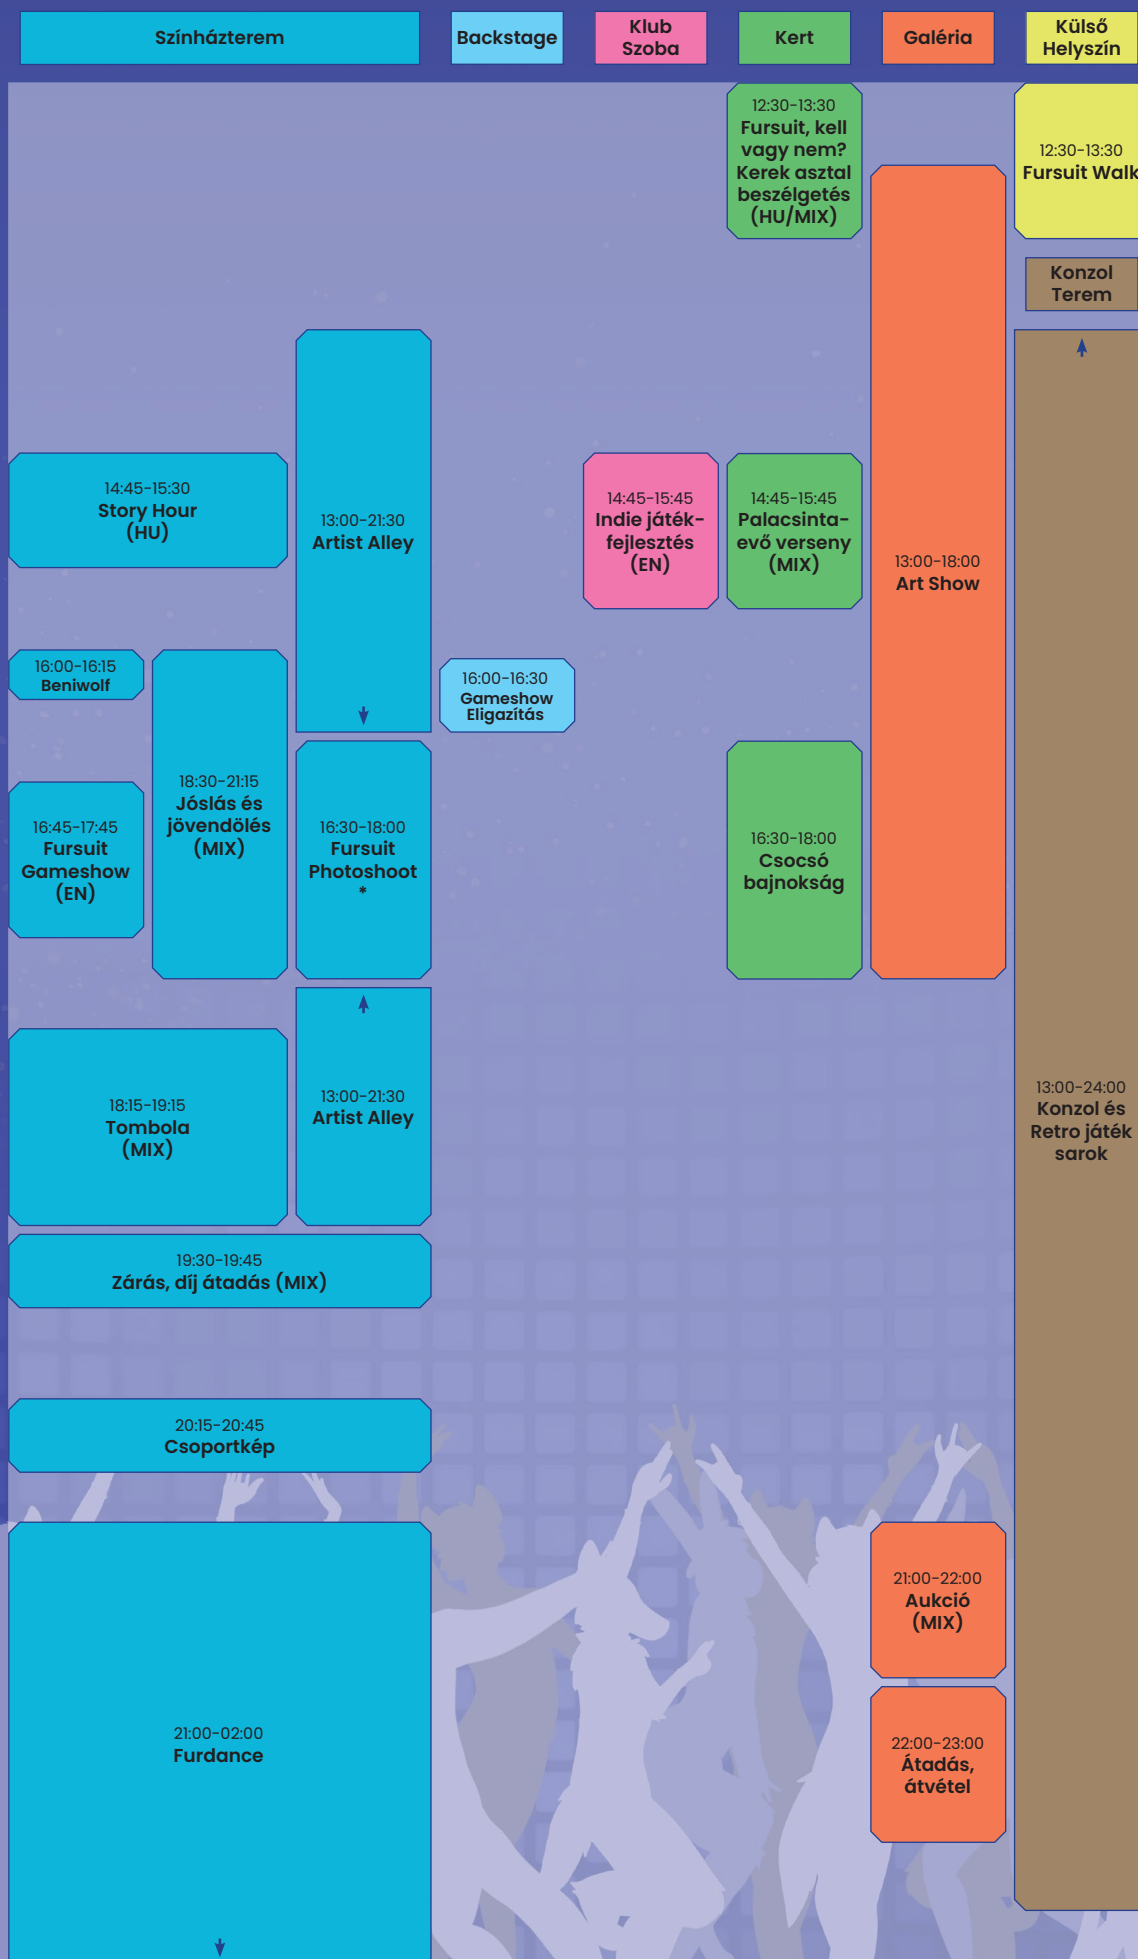 Színházterem
Backstage
Klub
Szoba
Kert
Galéria
Külső
Helyszín
12:30-13:30
Fursuit, kell
vagy nem?
Kerek asztal
beszélgetés
(HU/MIX)
12:30-13:30
Fursuit Walk
Konzol
Terem
14:45-15:30
Story Hour
(HU)
13:00-21:30
Artist Alley
14:45-15:45
Indie játék-
fejlesztés
(EN)
14:45-15:45
Palacsinta-
evő verseny
(MIX)
13:00-18:00
Art Show
16:00-16:15
Beniwolf
16:00-16:30
Gameshow
Eligazítás
16:45-17:45
Fursuit
Gameshow
(EN)
18:30-21:15
Jóslás és
jövendölés
(MIX)
16:30-18:00
Fursuit
Photoshoot
*
16:30-18:00
Csocsó
bajnokság
18:15-19:15
Tombola
(MIX)
13:00-21:30
Artist Alley
13:00-24:00
Konzol és
Retro játék
sarok
19:30-19:45
Zárás, díj átadás (MIX)
20:15-20:45
Csoportkép
21:00-02:00
Furdance
21:00-22:00
Aukció
(MIX)
22:00-23:00
Átadás,
átvétel